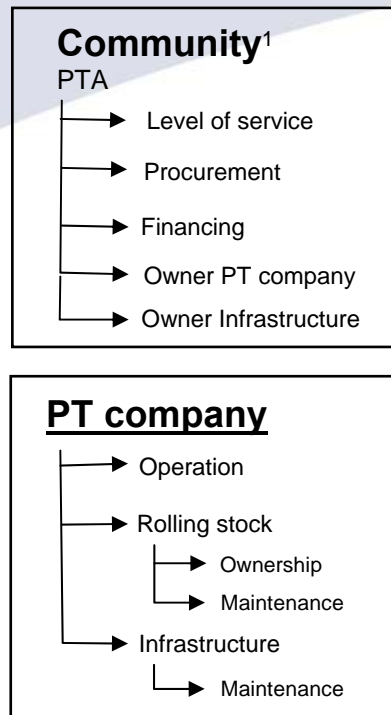 Community¹
PTA
Level of service
Procurement
Financing
Owner PT company
Owner Infrastructure
PT company
Operation
Rolling stock
Ownership
Maintenance
Infrastructure
Maintenance